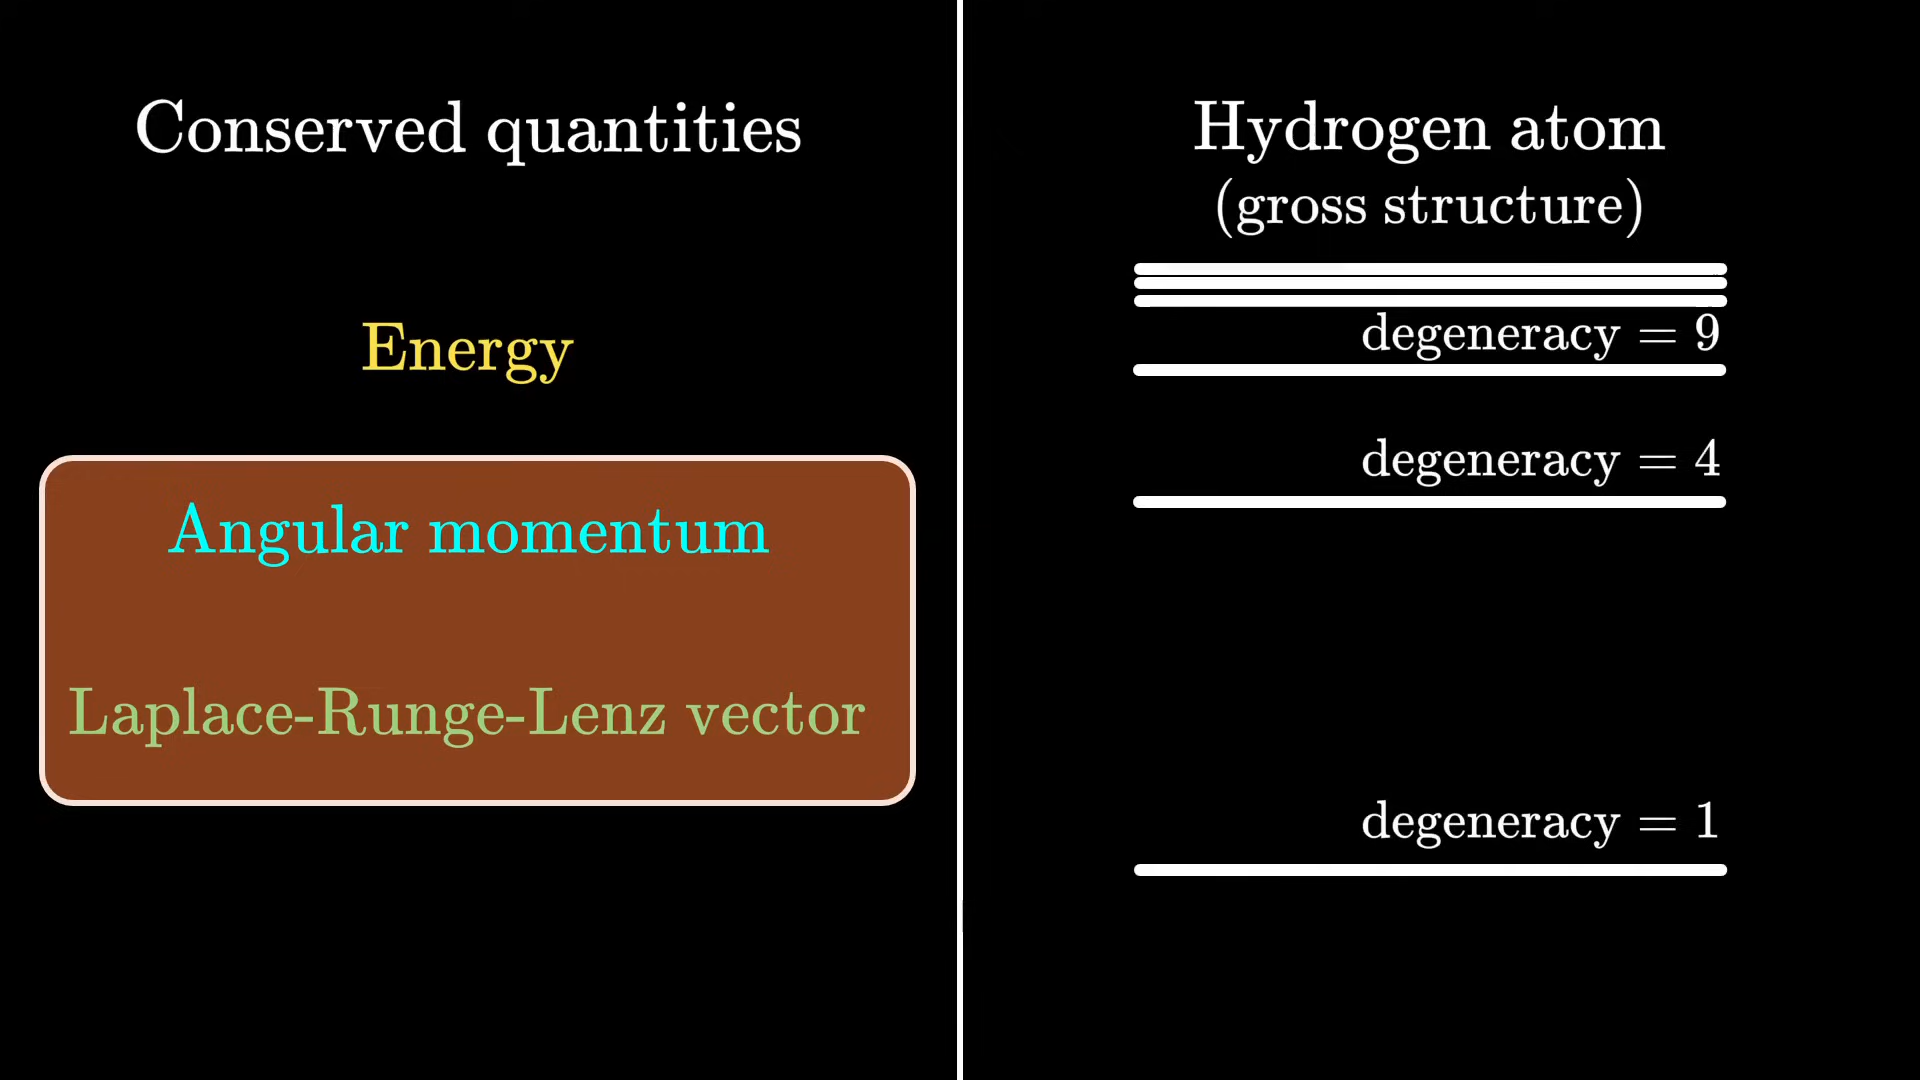 Conserved quantities
Energy
Angular momentum
Laplace-Runge-Lenz vector
Hydrogen atom
(gross structure)
degeneracy = 9
degeneracy = 4
degeneracy = 1